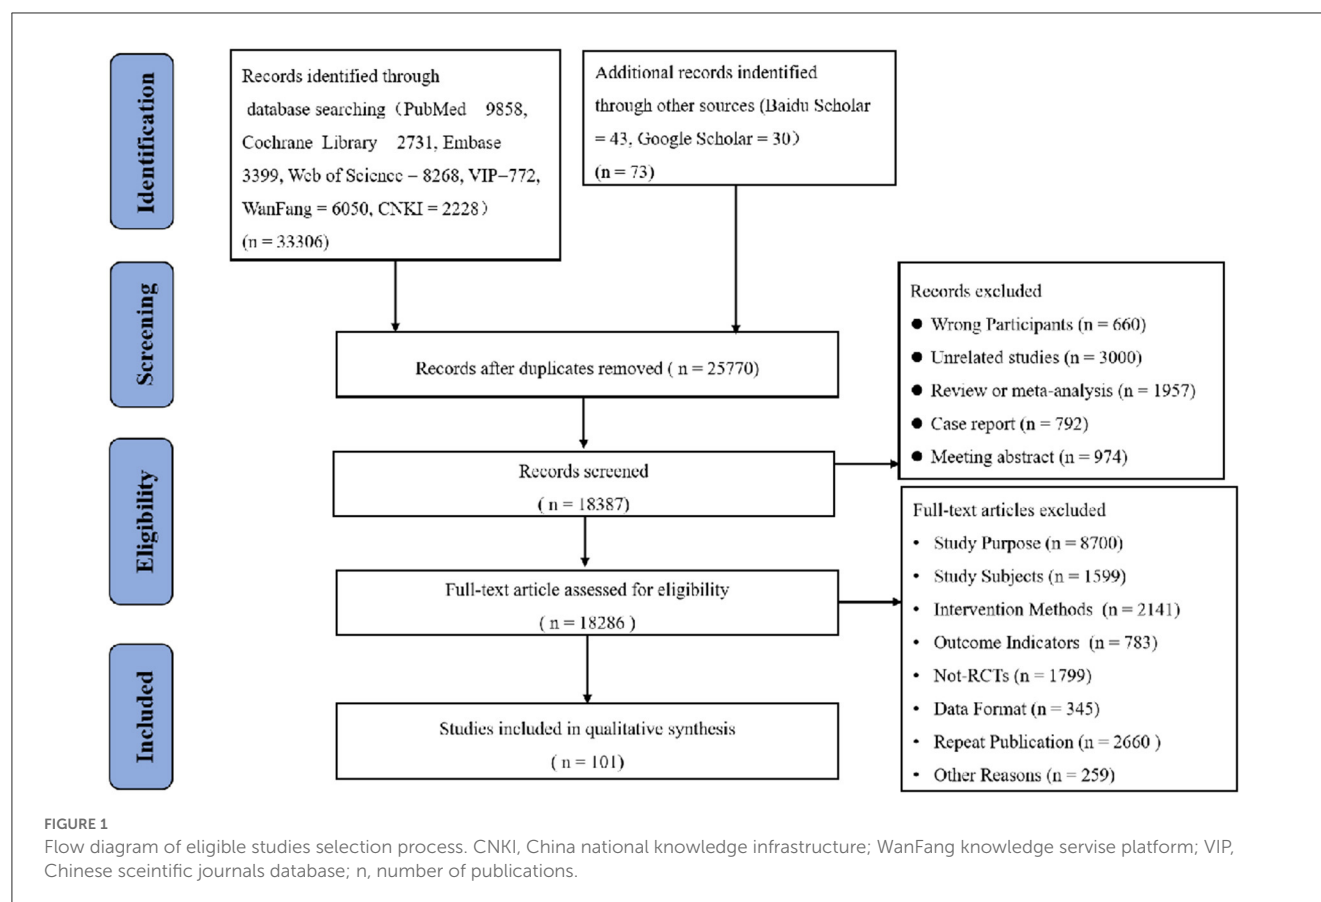 Identification
Records identified through
database searching（PubMed 9858,
Cochrane Library 2731, Embase
3399, Web of Science – 8268, VIP–772,
WanFang = 6050, CNKI = 2228）
(n = 33306)
Additional records indentified
through other sources (Baidu Scholar
= 43, Google Scholar = 30）
(n = 73)
Screening
Records after duplicates removed ( n = 25770)
Records excluded
● Wrong Participants (n = 660)
● Unrelated studies (n = 3000)
● Review or meta-analysis (n = 1957)
● Case report (n = 792)
● Meeting abstract (n = 974)
Eligibility
Records screened
( n = 18387)
Full-text article assessed for eligibility
( n = 18286 )
Full-text articles excluded
• Study Purpose (n = 8700)
• Study Subjects (n = 1599)
• Intervention Methods (n = 2141)
• Outcome Indicators (n = 783)
• Not-RCTs (n = 1799)
• Data Format (n = 345)
• Repeat Publication (n = 2660 )
• Other Reasons (n = 259)
Included
Studies included in qualitative synthesis
( n = 101)
FIGURE 1
Flow diagram of eligible studies selection process. CNKI, China national knowledge infrastructure; WanFang knowledge servise platform; VIP,
Chinese sceintific journals database; n, number of publications.